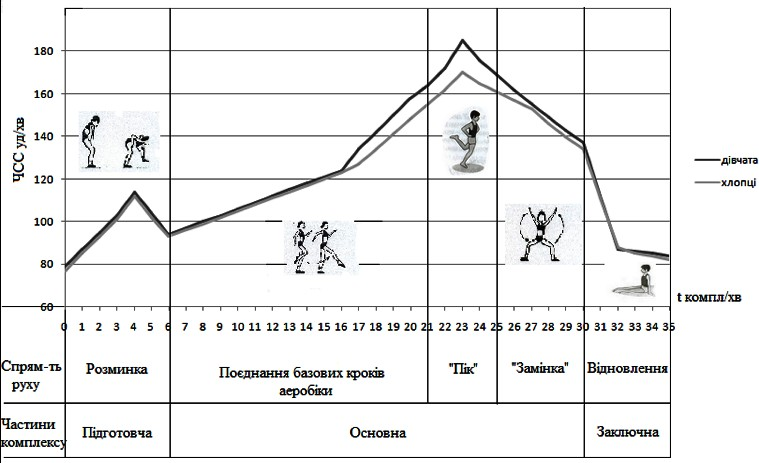 ЧСС уд/хв
180
160
140
120
100
80
60
дівчата
хлопці
t компл/хв
0 1 2 3 4 5 6 7 8 9 10 11 12 13 14 15 16 17 18 19 20 21 22 23 24 25 26 27 28 29 30 31 32 33 34 35
Спрям-ть
руху
Розминка
Поєднання базових кроків
аеробіки
"Пік"
"Замінка"
Відновлення
Частини
комплексу
Підготовча
Основна
Заключна